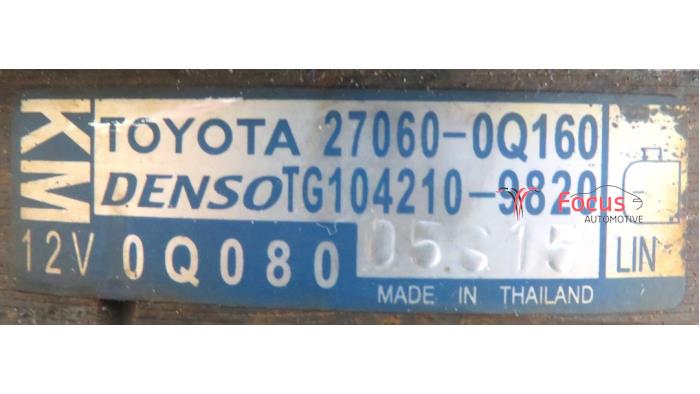 KM
TOYOTA 27060-0Q160
DENSO TG104210-9820
12V 0Q080
LIN
MADE IN THAILAND
Focus
AUTOMOTIVE